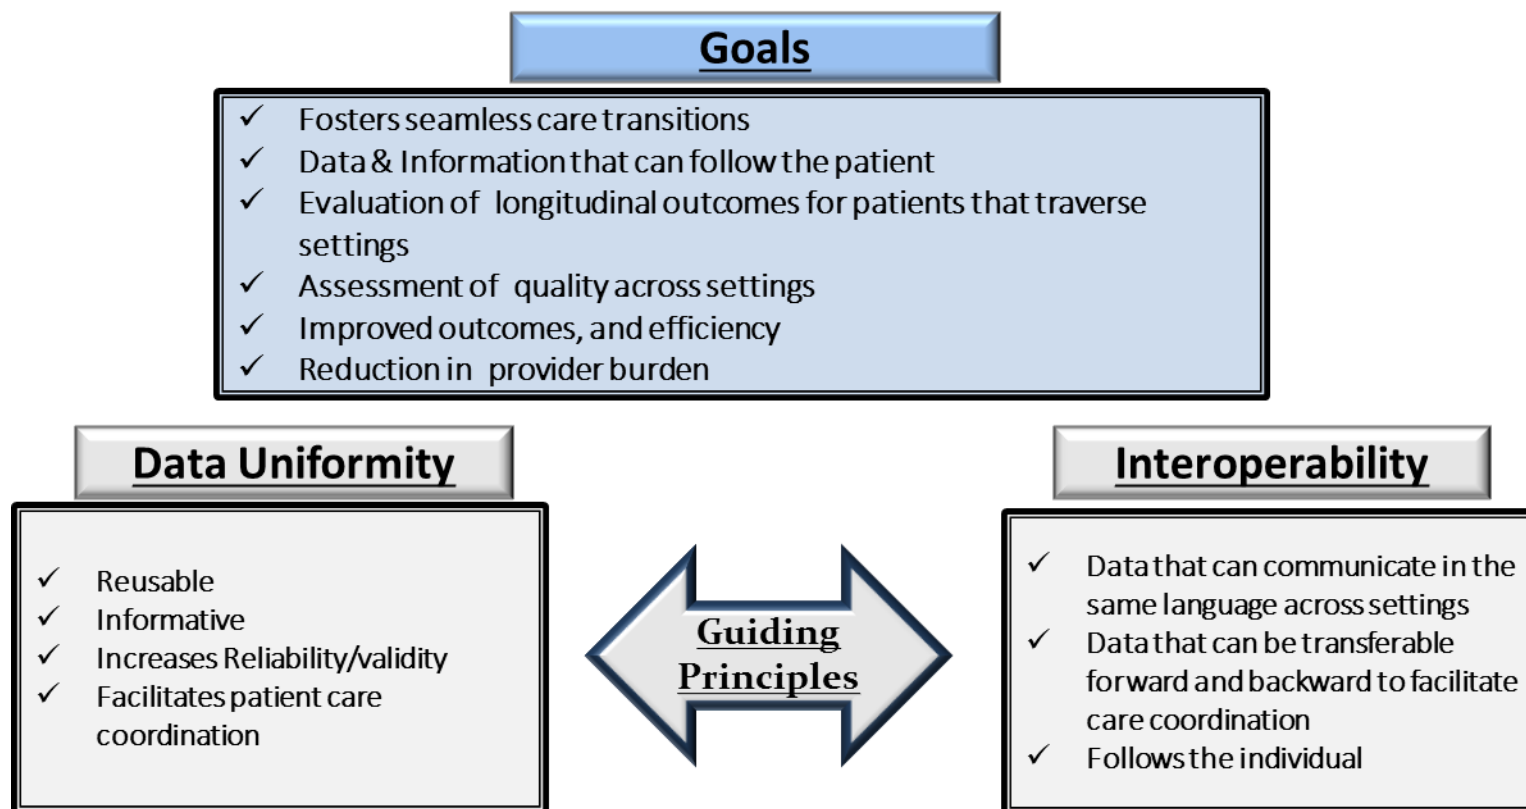 Goals
✓ Fosters seamless care transitions
✓ Data & Information that can follow the patient
✓ Evaluation of longitudinal outcomes for patients that traverse
settings
✓ Assessment of quality across settings
✓ Improved outcomes, and efficiency
✓ Reduction in provider burden
Data Uniformity
✓ Reusable
✓ Informative
✓ Increases Reliability/validity
✓ Facilitates patient care
coordination
Guiding
Principles
Interoperability
✓ Data that can communicate in the
same language across settings
✓ Data that can be transferable
forward and backward to facilitate
care coordination
✓ Follows the individual